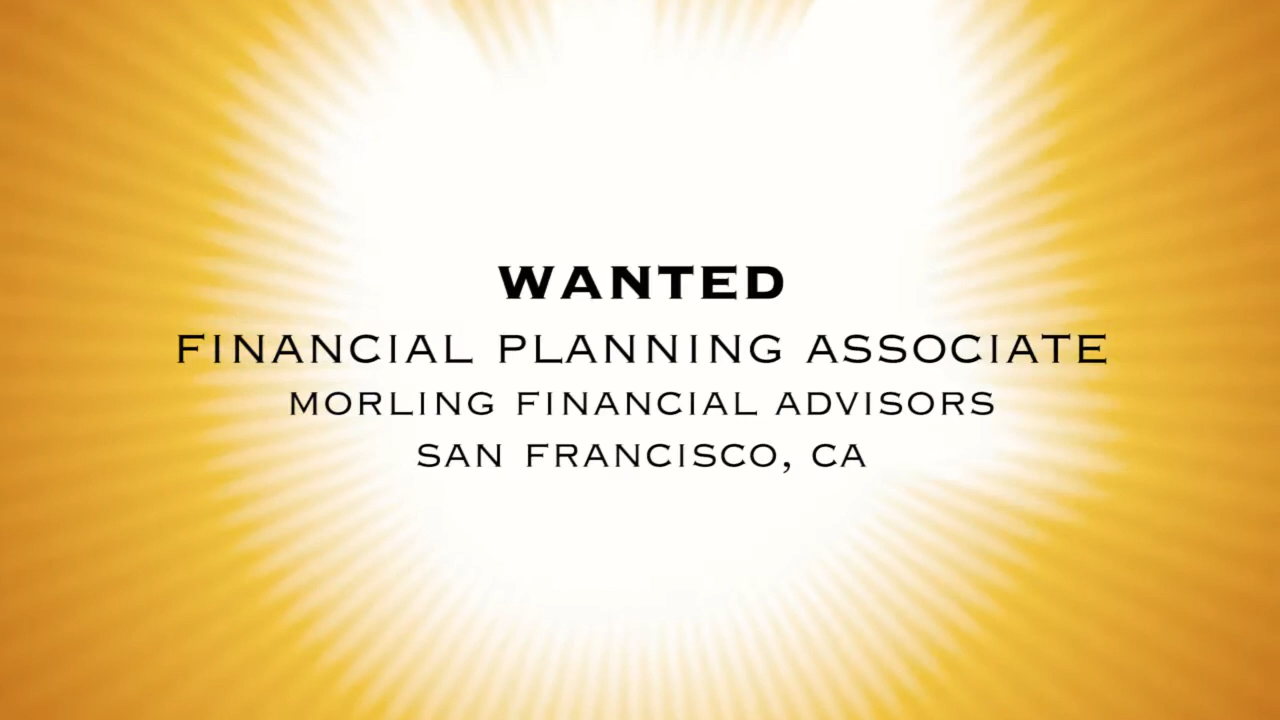 WANTED
FINANCIAL PLANNING ASSOCIATE
MORLING FINANCIAL ADVISORS
SAN FRANCISCO, CA